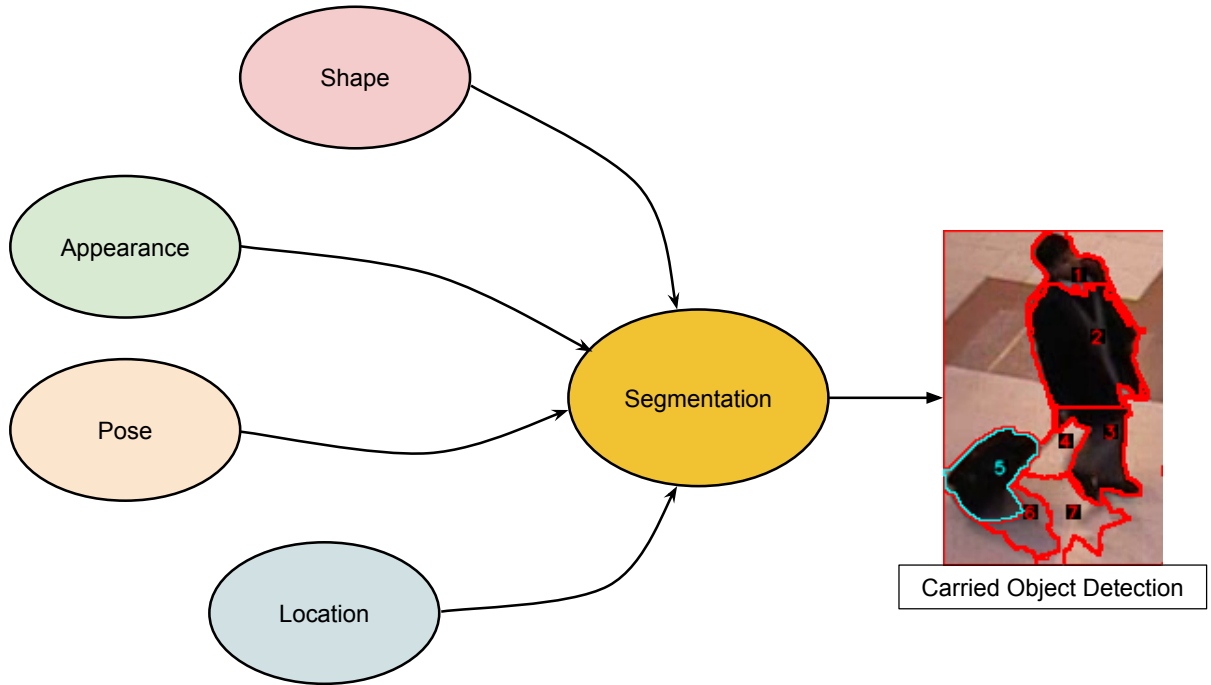 Shape
Appearance
Pose
Location
Segmentation
1
2
3
4
5
6
7
Carried Object Detection